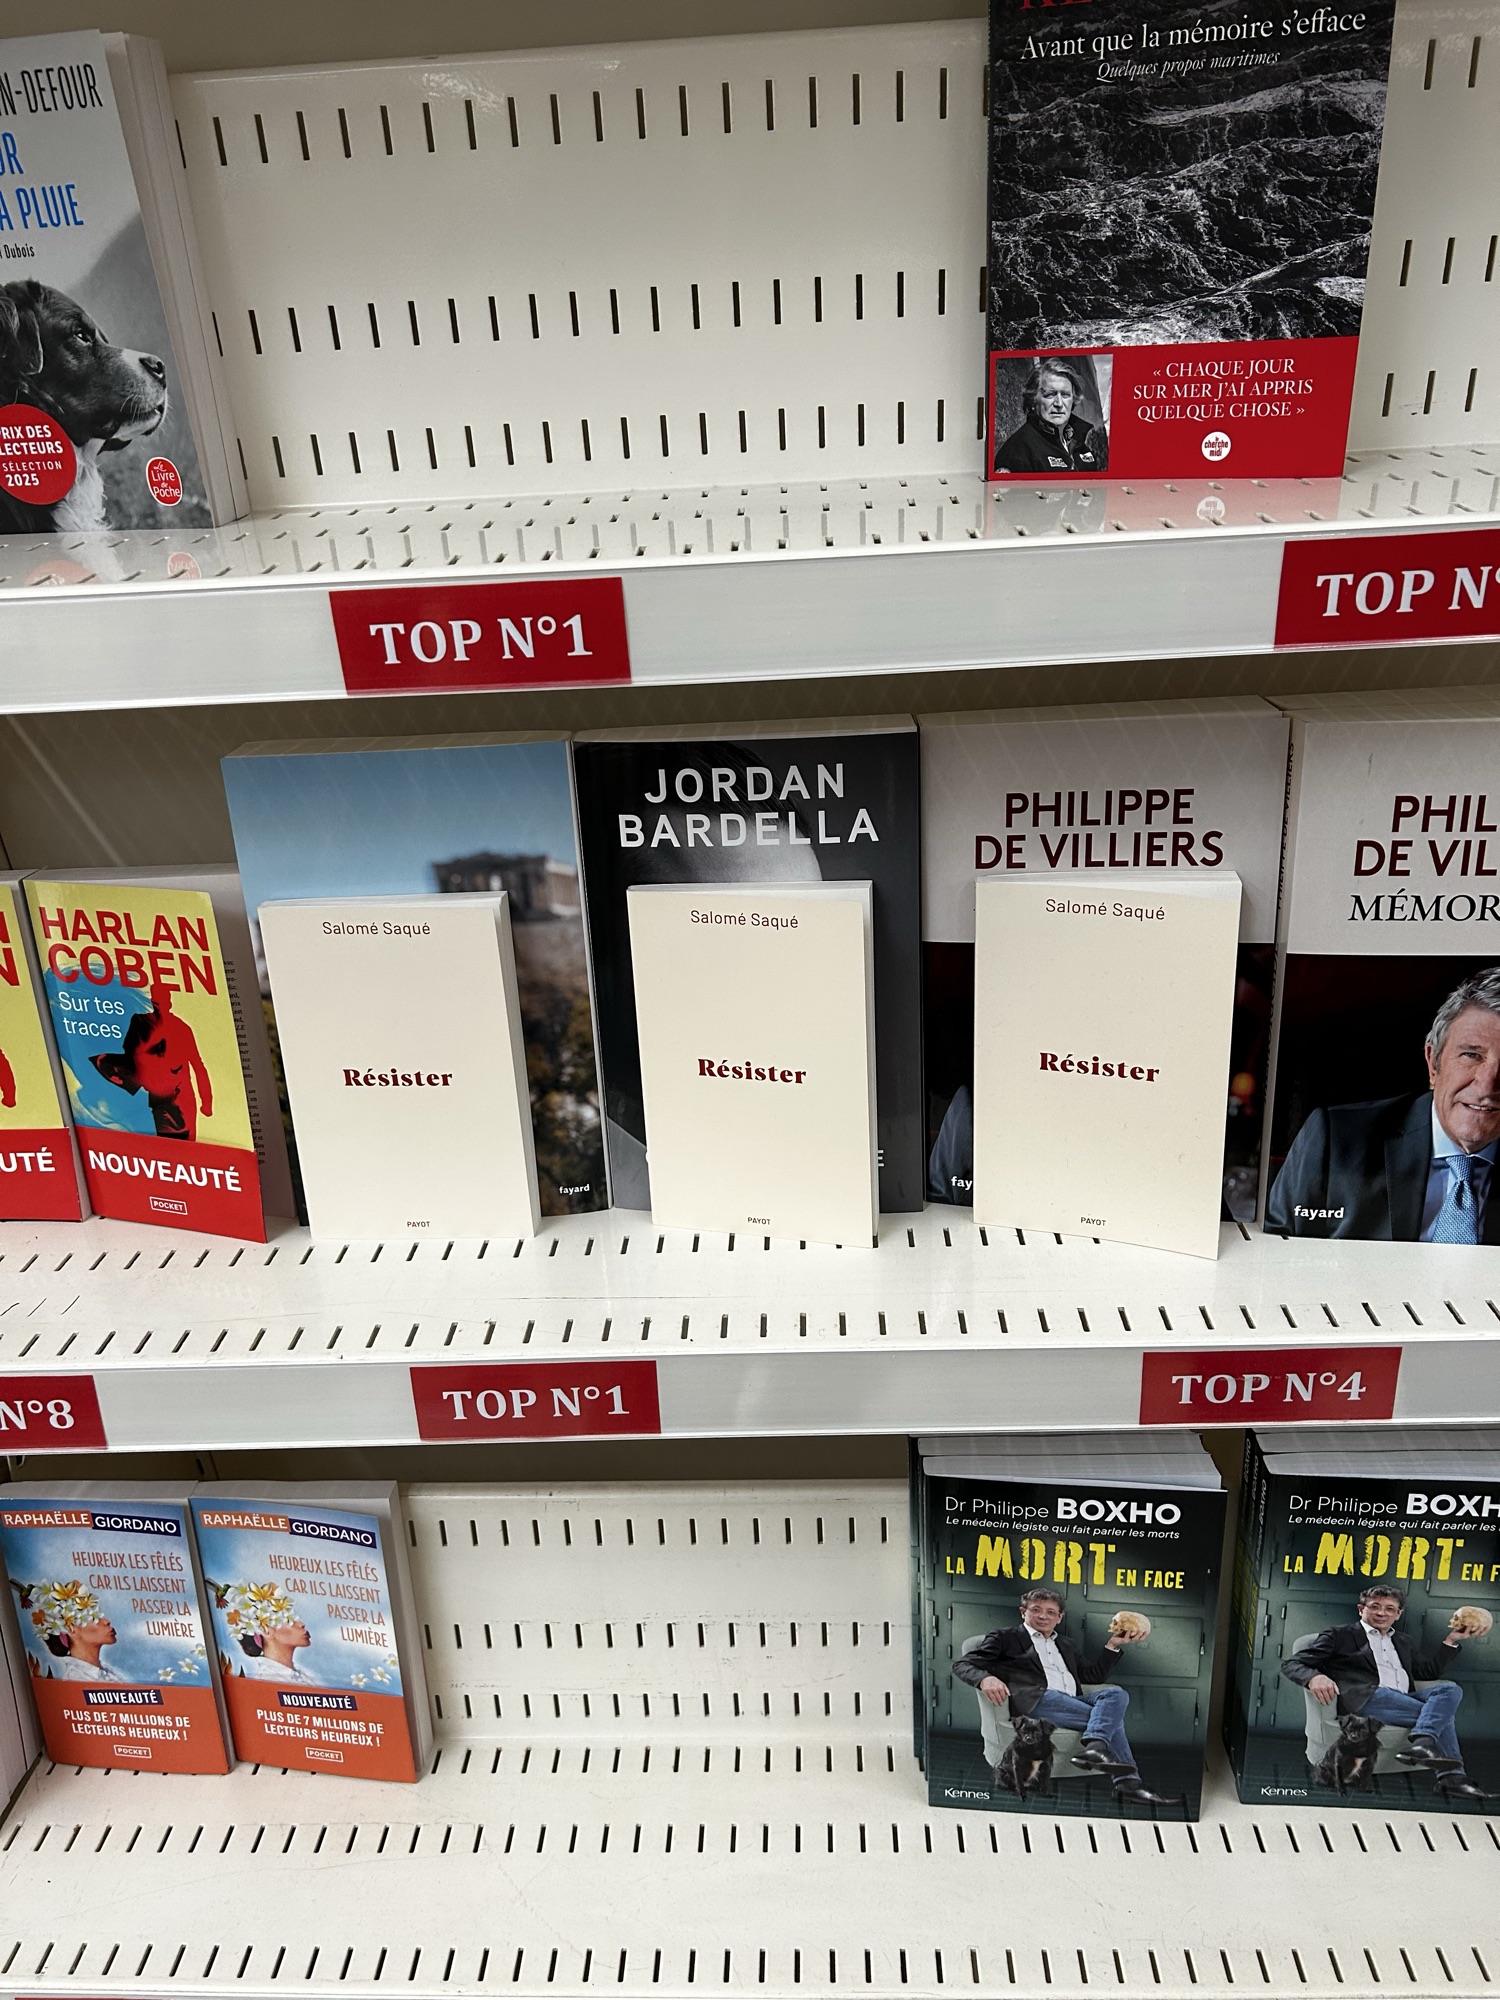 N-DEFOUR
PLUIE
Dubois
PRIX DES
LECTEURS
SÉLECTION
2025
Le
Livre
de
Poche
Avant que la mémoire s'efface
Quelques propos maritimes
« CHAQUE JOUR
SUR MER J'AI APPRIS
QUELQUE CHOSE »
le
cherche
midi
TOP N°1
TOP N°
HARLAN
COBEN
Sur tes
traces
NOUVEAUTÉ
POCKET
UTÉ
fayard
Salomé Saqué
Résister
PAYOT
JORDAN
BARDELLA
Salomé Saqué
Résister
PAYOT
E
PHILIPPE
DE VILLIERS
fay
Salomé Saqué
Résister
PAYOT
PHIL
DE VIL
MÉMOR
fayard
N°8
TOP N°1
TOP N°4
RAPHAËLLE GIORDANO
HEUREUX LES FÊLÉS
CAR ILS LAISSENT
PASSER LA
LUMIÈRE
NOUVEAUTÉ
PLUS DE 7 MILLIONS DE
LECTEURS HEUREUX !
POCKET
RAPHAËLLE GIORDANO
HEUREUX LES FÊLÉS
CAR ILS LAISSENT
PASSER LA
LUMIÈRE
NOUVEAUTÉ
PLUS DE 7 MILLIONS DE
LECTEURS HEUREUX !
POCKET
Dr Philippe BOXHO
Le médecin légiste qui fait parler les morts
LA MORT EN FACE
Kennes
Dr Philippe BOXH
Le médecin légiste qui fait parler les
LA MORT EN F
Kennes